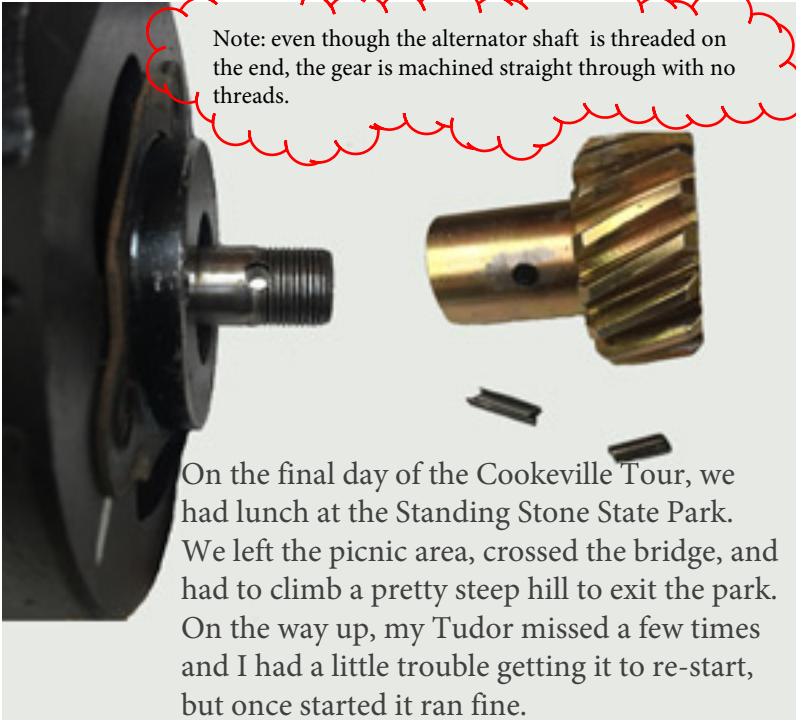 Note: even though the alternator shaft is threaded on
the end, the gear is machined straight through with no
threads.
On the final day of the Cookeville Tour, we
had lunch at the Standing Stone State Park.
We left the picnic area, crossed the bridge, and
had to climb a pretty steep hill to exit the park.
On the way up, my Tudor missed a few times
and I had a little trouble getting it to re-start,
but once started it ran fine.